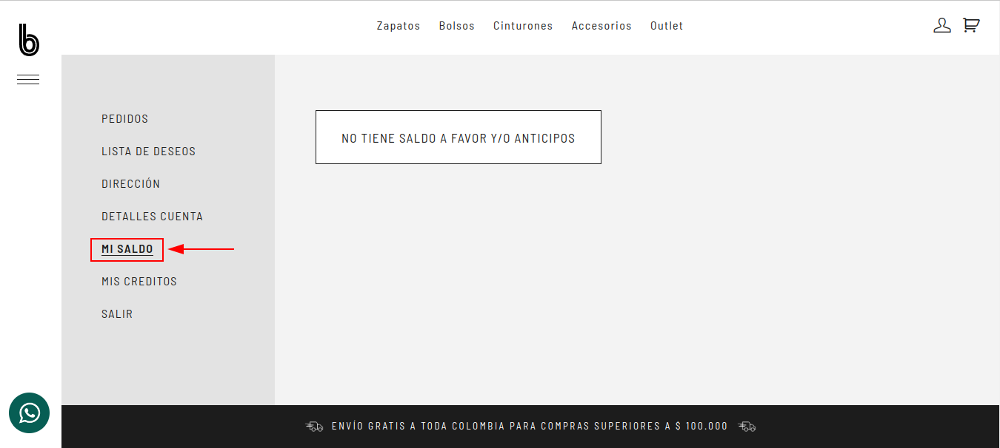 b
Zapatos Bolsos Cinturones Accesorios Outlet
PEDIDOS
LISTA DE DESEOS
DIRECCIÓN
DETALLES CUENTA
MI SALDO
MIS CREDITOS
SALIR
NO TIENE SALDO A FAVOR Y/O ANTICIPOS
ENVÍO GRATIS A TODA COLOMBIA PARA COMPRAS SUPERIORES A $ 100.000